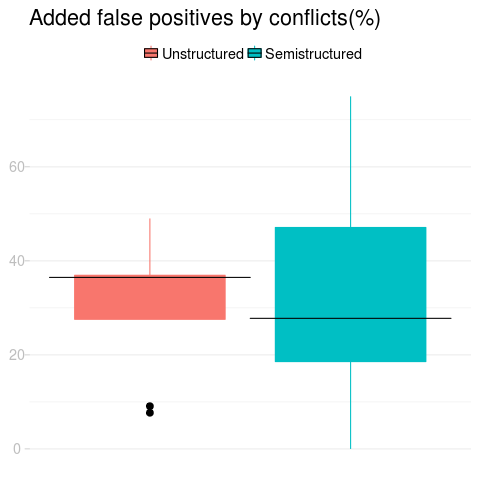 Added false positives by conflicts(%)
Unstructured Semistructured
60
40
20
0